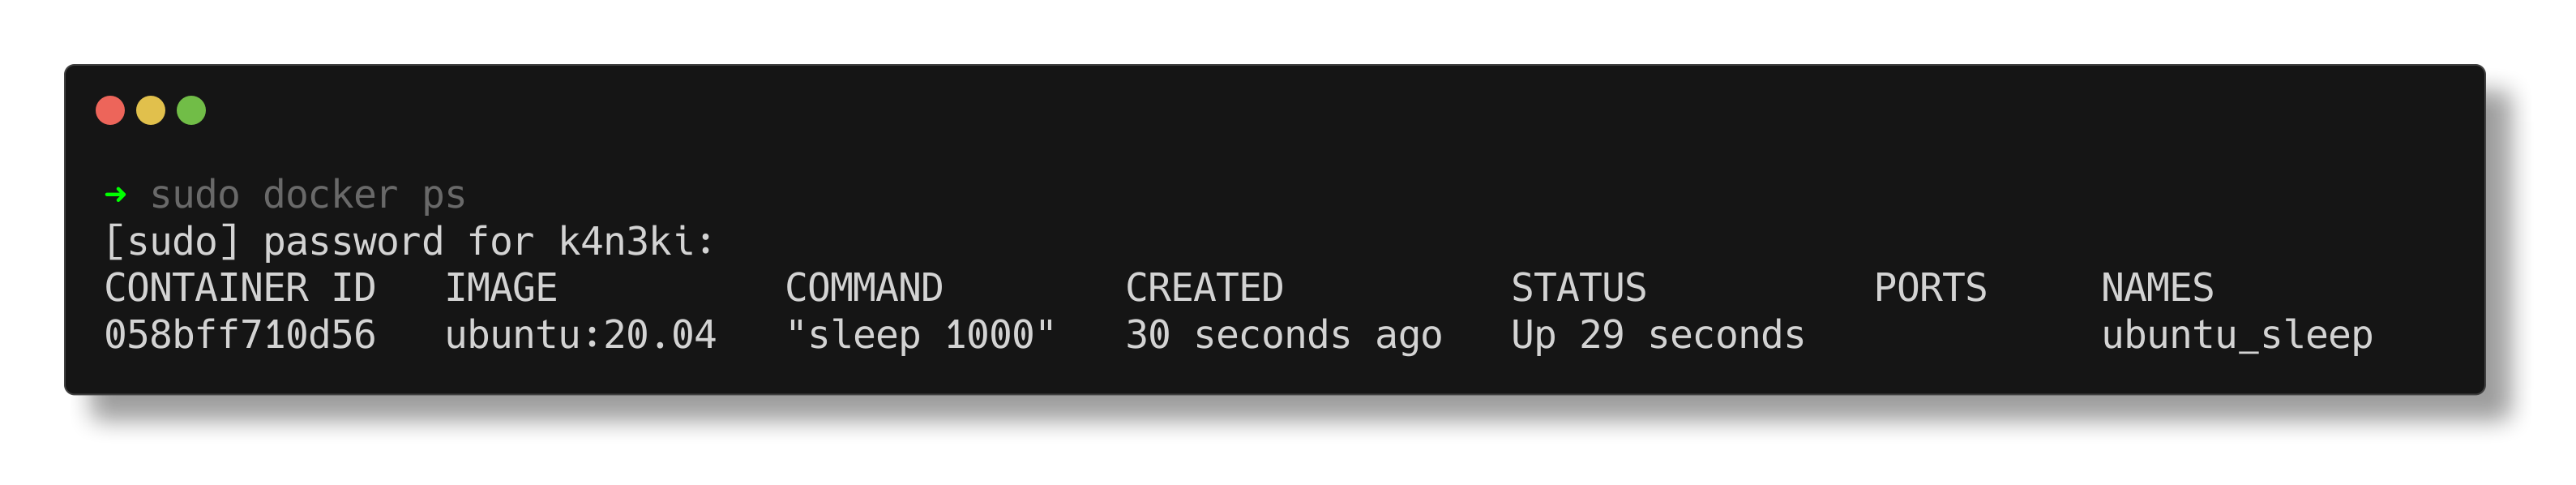 ➜ sudo docker ps
[sudo] password for k4n3ki:
CONTAINER ID   IMAGE          COMMAND        CREATED          STATUS          PORTS     NAMES
058bff710d56   ubuntu:20.04   "sleep 1000"   30 seconds ago   Up 29 seconds             ubuntu_sleep